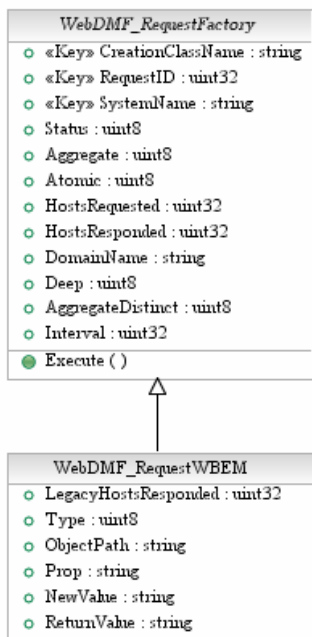 WebDMF_RequestFactory
«Key» CreationClassName : string
«Key» RequestID : uint32
«Key» SystemName : string
Status : uint8
Aggregate : uint8
Atomic : uint8
HostsRequested : uint32
HostsResponded : uint32
DomainName : string
Deep : uint8
AggregateDistinct : uint8
Interval : uint32
Execute ( )
WebDMF_RequestWBEM
LegacyHostsResponded : uint32
Type : uint8
ObjectPath : string
Prop : string
NewValue : string
ReturnValue : string